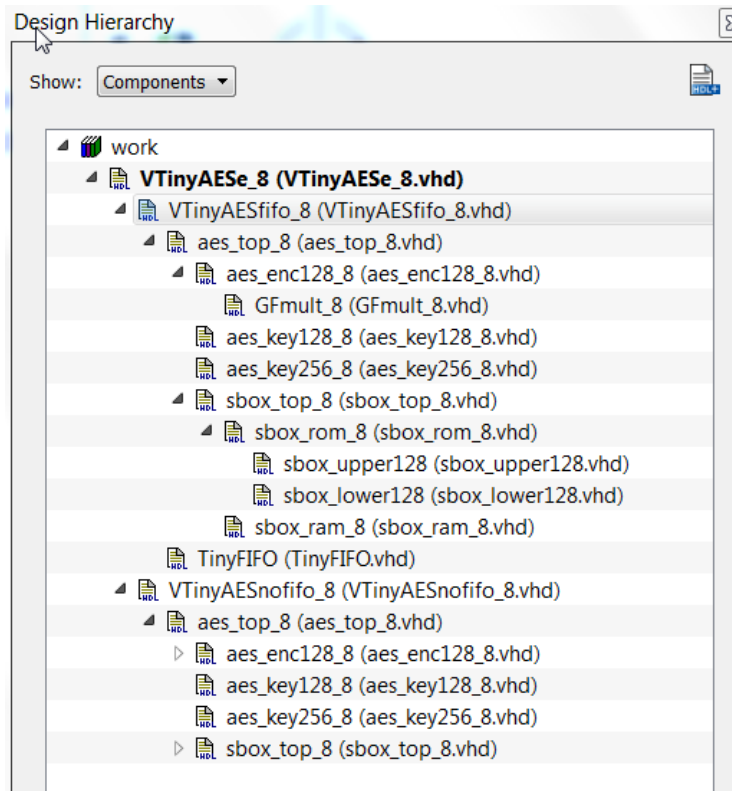 Design Hierarchy
Show: Components
HDL+
work
VTinyAESe_8 (VTinyAESe_8.vhd)
VTinyAESfifo_8 (VTinyAESfifo_8.vhd)
aes_top_8 (aes_top_8.vhd)
aes_enc128_8 (aes_enc128_8.vhd)
GFmult_8 (GFmult_8.vhd)
aes_key128_8 (aes_key128_8.vhd)
aes_key256_8 (aes_key256_8.vhd)
sbox_top_8 (sbox_top_8.vhd)
sbox_rom_8 (sbox_rom_8.vhd)
sbox_upper128 (sbox_upper128.vhd)
sbox_lower128 (sbox_lower128.vhd)
sbox_ram_8 (sbox_ram_8.vhd)
TinyFIFO (TinyFIFO.vhd)
VTinyAESnofifo_8 (VTinyAESnofifo_8.vhd)
aes_top_8 (aes_top_8.vhd)
aes_enc128_8 (aes_enc128_8.vhd)
aes_key128_8 (aes_key128_8.vhd)
aes_key256_8 (aes_key256_8.vhd)
sbox_top_8 (sbox_top_8.vhd)